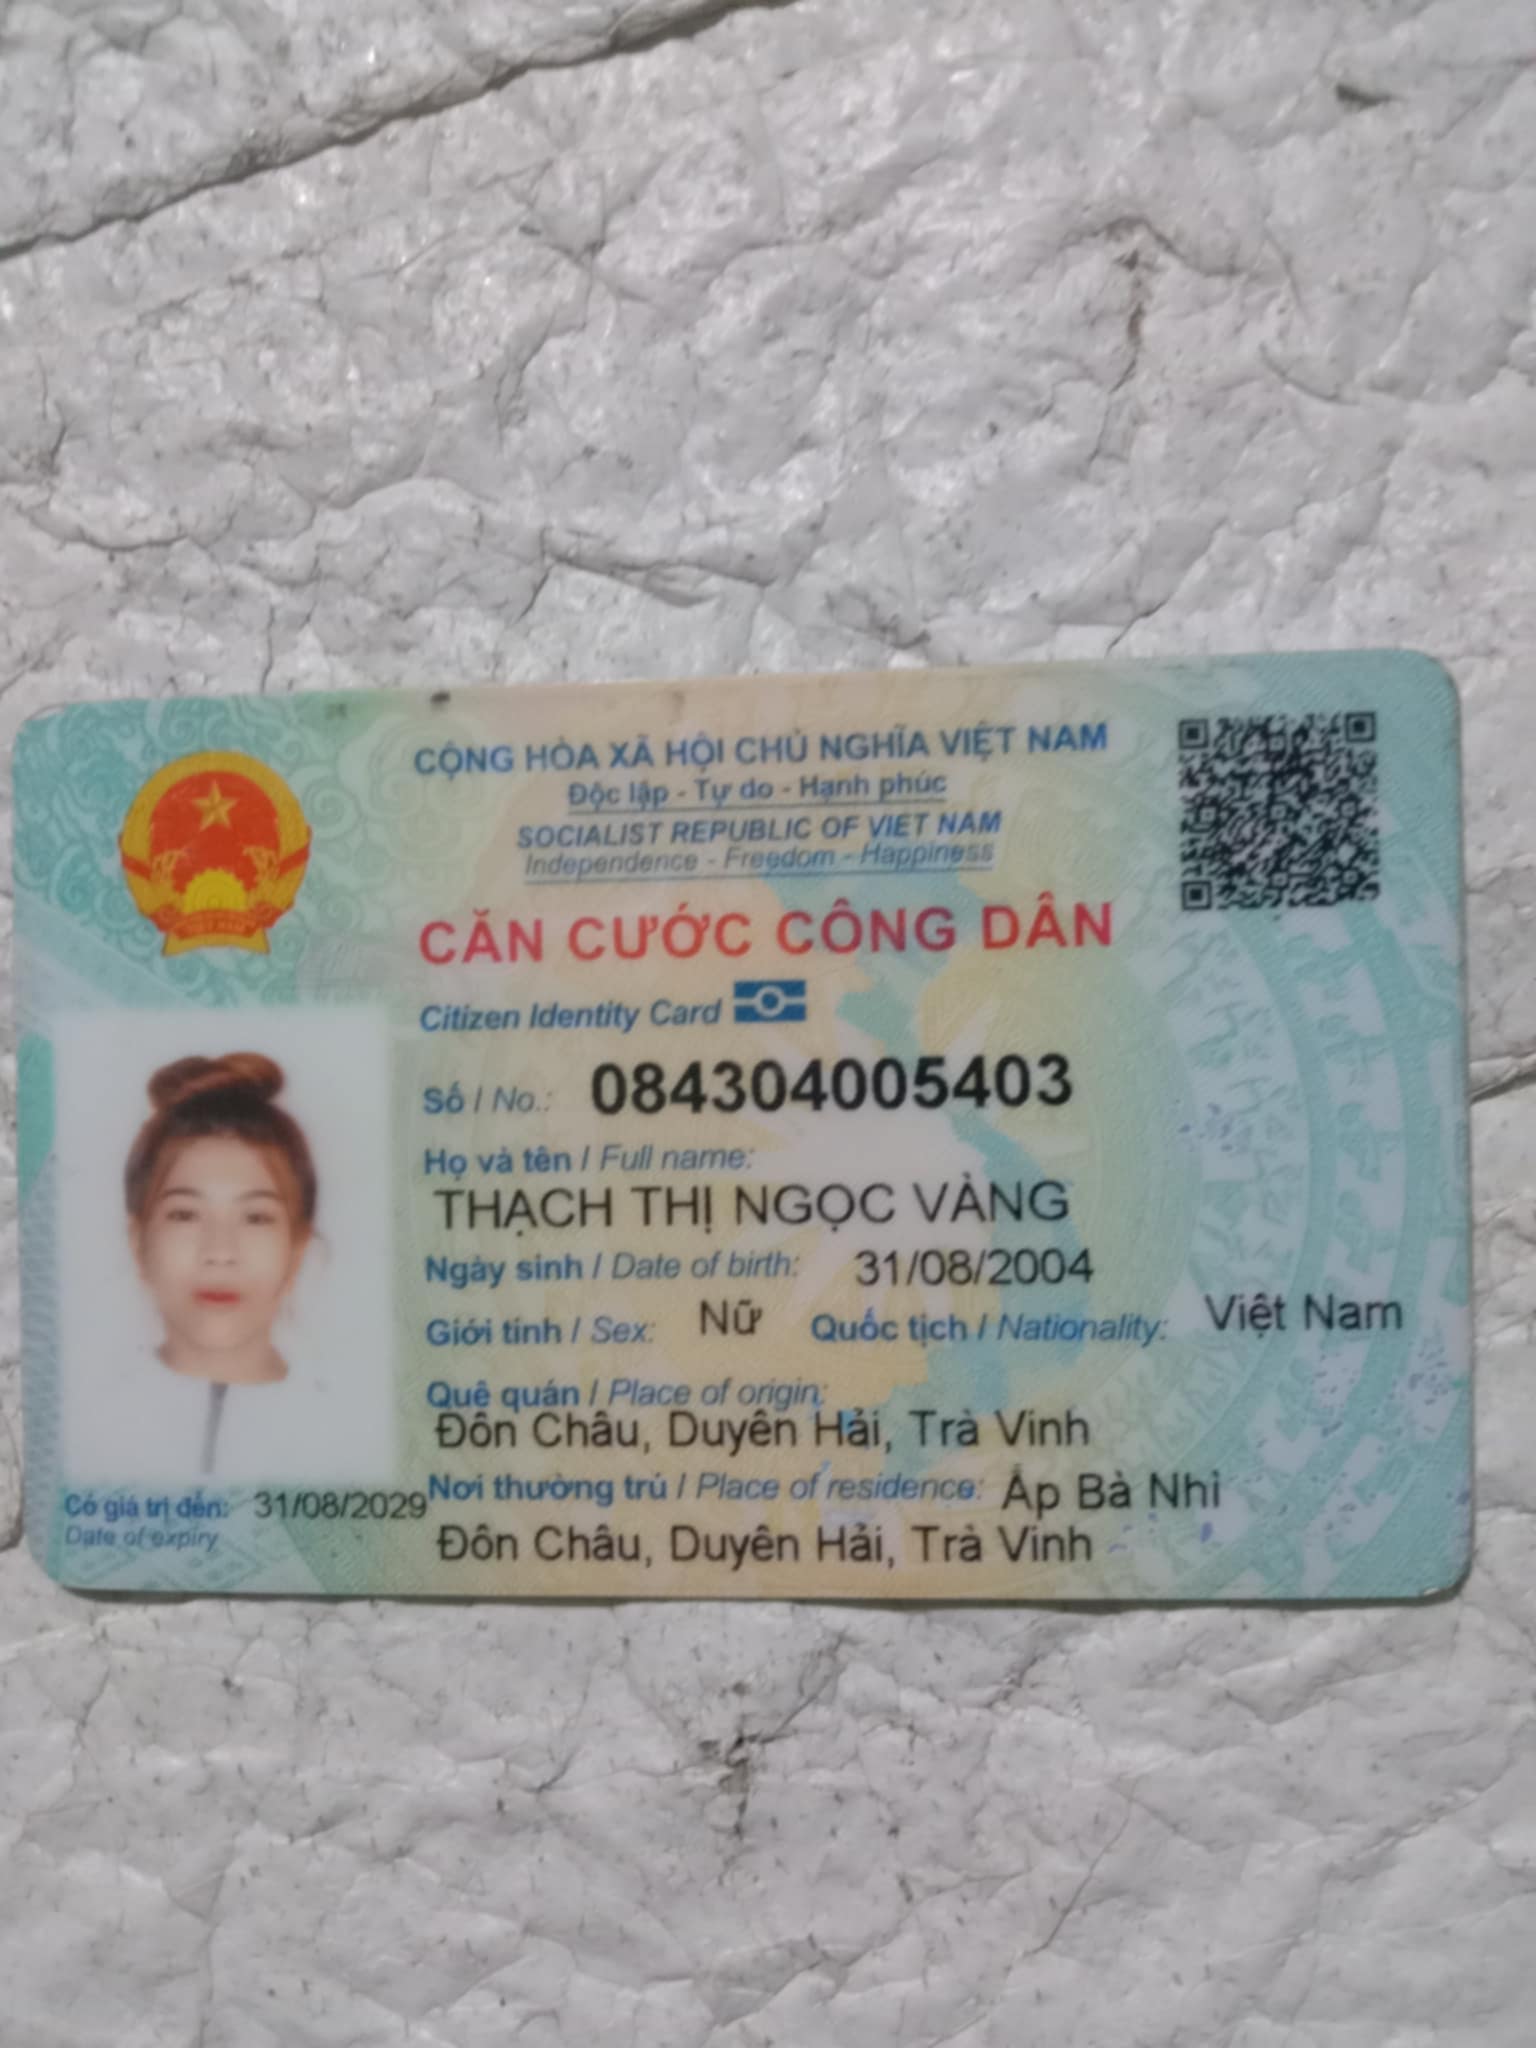 CỘNG HÒA XÃ HỘI CHỦ NGHĨA VIỆT NAM
Độc lập - Tự do - Hạnh phúc
SOCIALIST REPUBLIC OF VIET NAM
Independence - Freedom - Happiness
CĂN CƯỚC CÔNG DÂN
Citizen Identity Card
Số / No.: 084304005403
Họ và tên / Full name:
THẠCH THỊ NGỌC VÀNG
Ngày sinh / Date of birth: 31/08/2004
Giới tính / Sex: Nữ Quốc tịch / Nationality: Việt Nam
Quê quán / Place of origin:
Đôn Châu, Duyên Hải, Trà Vinh
Nơi thường trú / Place of residence: Ấp Bà Nhì
Đôn Châu, Duyên Hải, Trà Vinh
Có giá trị đến: 31/08/2029
Date of expiry